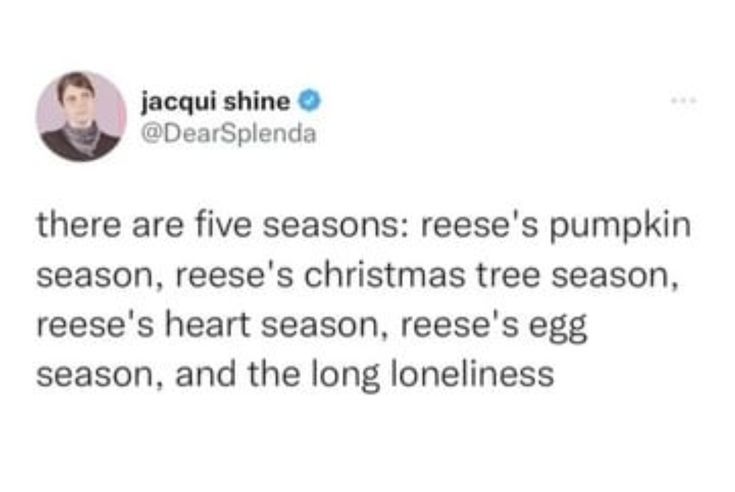 jacqui shine
@DearSplenda
there are five seasons: reese's pumpkin
season, reese's christmas tree season,
reese's heart season, reese's egg
season, and the long loneliness